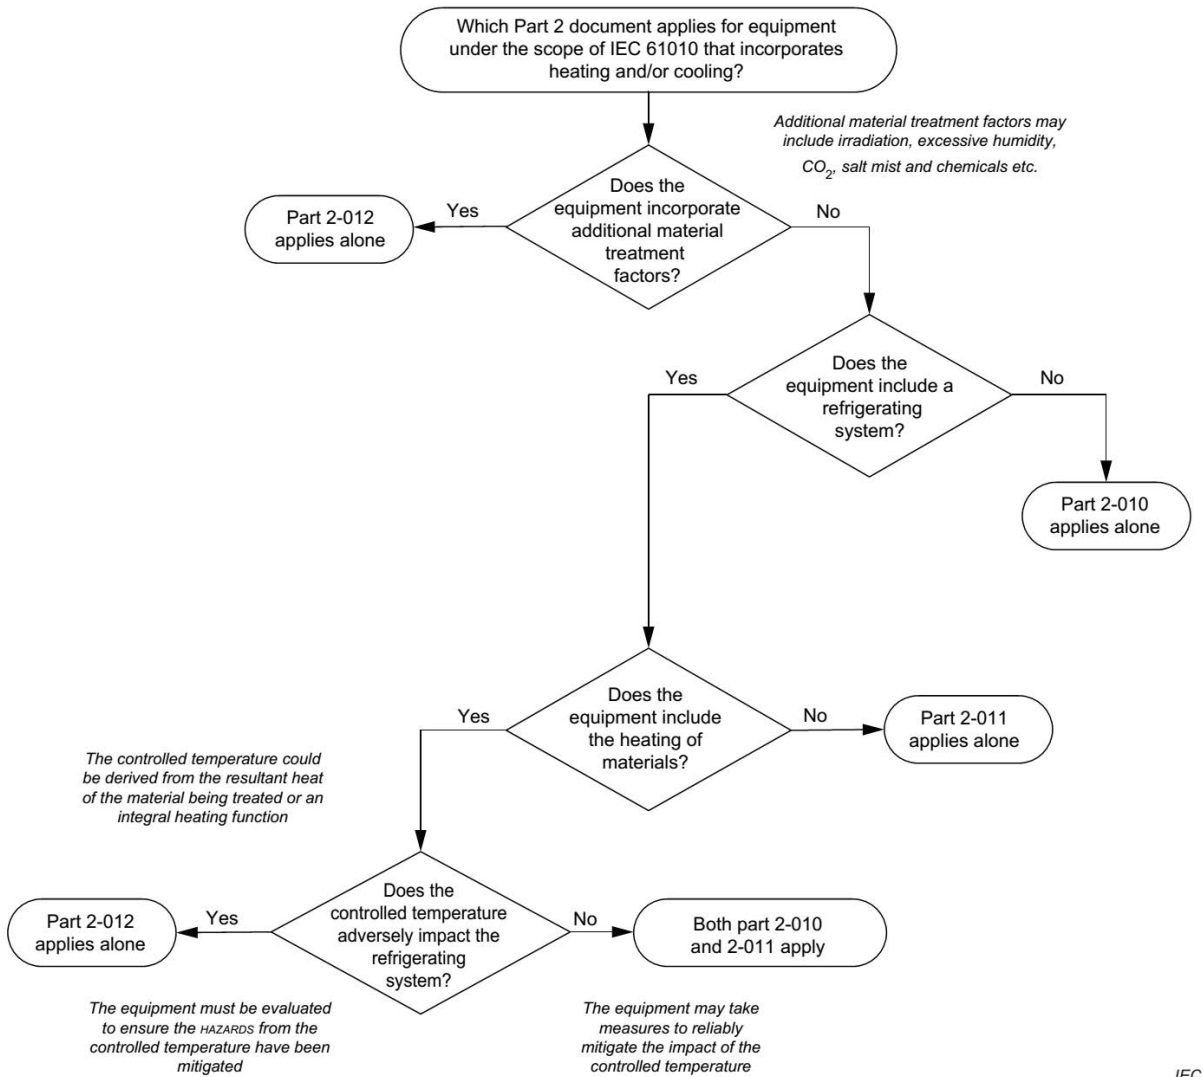 Which Part 2 document applies for equipment
under the scope of IEC 61010 that incorporates
heating and/or cooling?
Additional material treatment factors may
include irradiation, excessive humidity,
CO2, salt mist and chemicals etc.
Does the
equipment incorporate
additional material
treatment
factors?
Yes
No
Part 2-012
applies alone
Does the
equipment include a
refrigerating
system?
Yes
No
Part 2-010
applies alone
Does the
equipment include
the heating of
materials?
Yes
No
Part 2-011
applies alone
The controlled temperature could
be derived from the resultant heat
of the material being treated or an
integral heating function
Does the
controlled temperature
adversely impact the
refrigerating
system?
Yes
No
Part 2-012
applies alone
Both part 2-010
and 2-011 apply
The equipment must be evaluated
to ensure the HAZARDS from the
controlled temperature have been
mitigated
The equipment may take
measures to reliably
mitigate the impact of the
controlled temperature
IEC